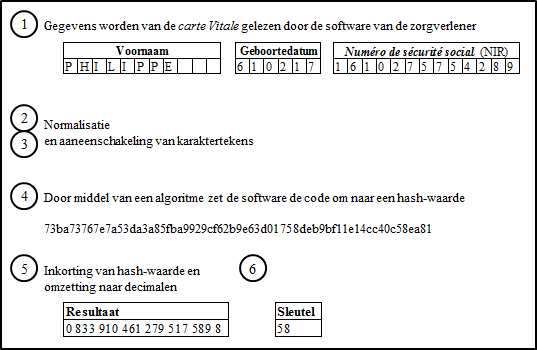 1 Gegevens worden van de carte Vitale gelezen door de software van de zorgverlener
Voornaam Geboortedatum Numéro de sécurité social (NIR)
P H I L I P P E 6 1 0 2 1 7 1 6 1 0 2 7 5 7 5 4 2 8 9
2 Normalisatie
3 en aaneenschakeling van karaktertekens
4 Door middel van een algoritme zet de software de code om naar een hash-waarde
73ba73767e7a53da3a85fba9929cf62b9e63d01758deb9bf11e14cc40c58ea81
5 Inkorting van hash-waarde en 6
omzetting naar decimalen
Resultaat Sleutel
0 833 910 461 279 517 589 8 58